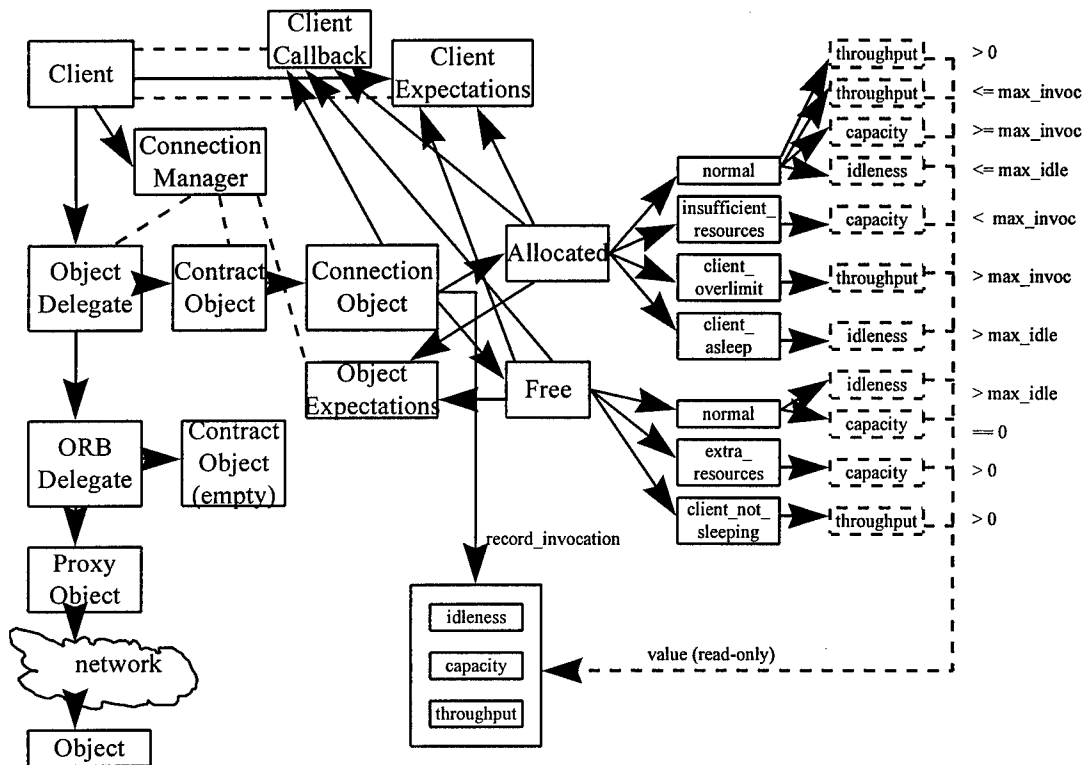 Client
Client
Callback
Client
Expectations
Connection
Manager
Object
Delegate
Contract
Object
Connection
Object
Allocated
Object
Expectations
Free
ORB
Delegate
Contract
Object
(empty)
Proxy
Object
network
Object
normal
insufficient_
resources
client_
overlimit
client_
asleep
normal
extra_
resources
client_not_
sleeping
throughput
> 0
throughput
<= max_invoc
capacity
>= max_invoc
idleness
<= max_idle
capacity
< max_invoc
throughput
> max_invoc
idleness
> max_idle
idleness
> max_idle
capacity
== 0
capacity
> 0
throughput
> 0
record_invocation
idleness
capacity
throughput
value (read-only)